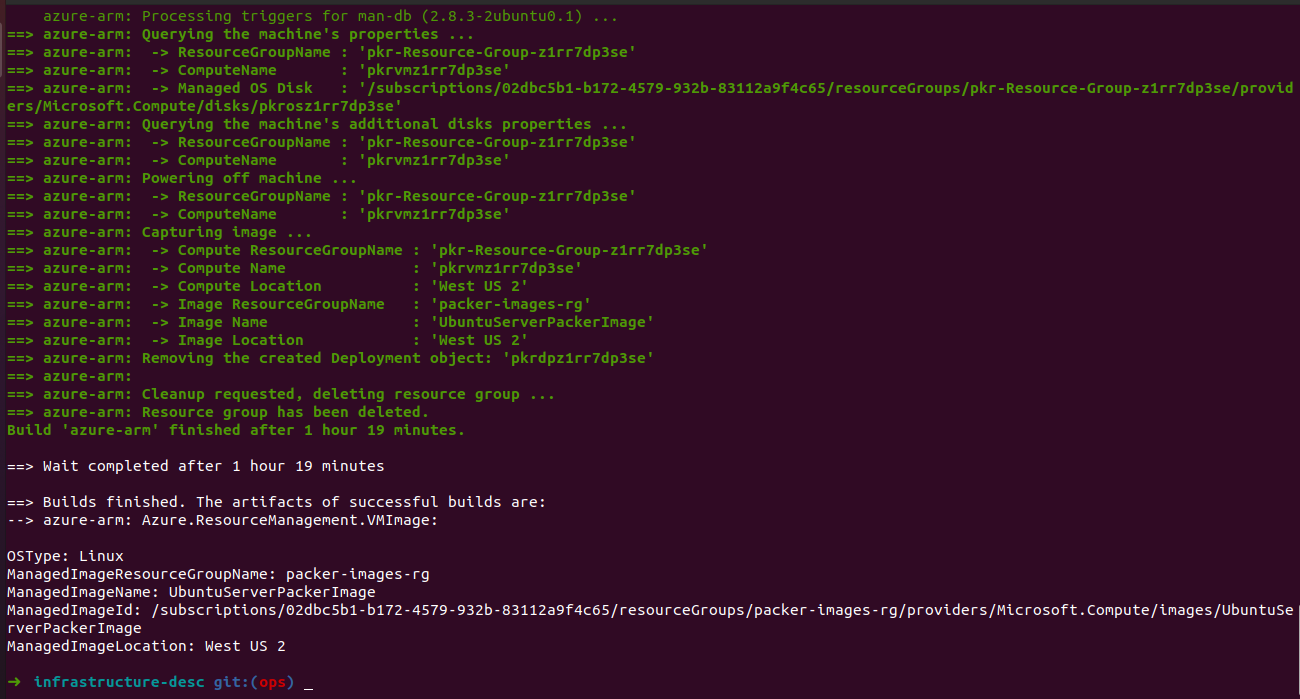 azure-arm: Processing triggers for man-db (2.8.3-2ubuntu0.1) ...
==> azure-arm: Querying the machine's properties ...
==> azure-arm:  -> ResourceGroupName : 'pkr-Resource-Group-z1rr7dp3se'
==> azure-arm:  -> ComputeName       : 'pkrvmz1rr7dp3se'
==> azure-arm:  -> Managed OS Disk   : '/subscriptions/02dbc5b1-b172-4579-932b-83112a9f4c65/resourceGroups/pkr-Resource-Group-z1rr7dp3se/provid
ers/Microsoft.Compute/disks/pkrosz1rr7dp3se'
==> azure-arm: Querying the machine's additional disks properties ...
==> azure-arm:  -> ResourceGroupName : 'pkr-Resource-Group-z1rr7dp3se'
==> azure-arm:  -> ComputeName       : 'pkrvmz1rr7dp3se'
==> azure-arm: Powering off machine ...
==> azure-arm:  -> ResourceGroupName : 'pkr-Resource-Group-z1rr7dp3se'
==> azure-arm:  -> ComputeName       : 'pkrvmz1rr7dp3se'
==> azure-arm: Capturing image ...
==> azure-arm:  -> Compute ResourceGroupName : 'pkr-Resource-Group-z1rr7dp3se'
==> azure-arm:  -> Compute Name              : 'pkrvmz1rr7dp3se'
==> azure-arm:  -> Compute Location          : 'West US 2'
==> azure-arm:  -> Image ResourceGroupName   : 'packer-images-rg'
==> azure-arm:  -> Image Name                : 'UbuntuServerPackerImage'
==> azure-arm:  -> Image Location            : 'West US 2'
==> azure-arm: Removing the created Deployment object: 'pkrdpz1rr7dp3se'
==> azure-arm:
==> azure-arm: Cleanup requested, deleting resource group ...
==> azure-arm: Resource group has been deleted.
Build 'azure-arm' finished after 1 hour 19 minutes.
==> Wait completed after 1 hour 19 minutes
==> Builds finished. The artifacts of successful builds are:
--> azure-arm: Azure.ResourceManagement.VMImage:
OSType: Linux
ManagedImageResourceGroupName: packer-images-rg
ManagedImageName: UbuntuServerPackerImage
ManagedImageId: /subscriptions/02dbc5b1-b172-4579-932b-83112a9f4c65/resourceGroups/packer-images-rg/providers/Microsoft.Compute/images/UbuntuSe
rverPackerImage
ManagedImageLocation: West US 2
➜ infrastructure-desc git:(ops) _